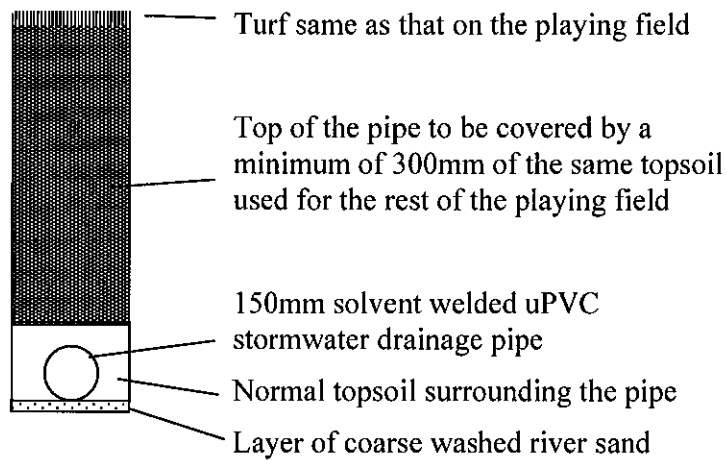 Turf same as that on the playing field
Top of the pipe to be covered by a
minimum of 300mm of the same topsoil
used for the rest of the playing field
150mm solvent welded uPVC
stormwater drainage pipe
Normal topsoil surrounding the pipe
Layer of coarse washed river sand